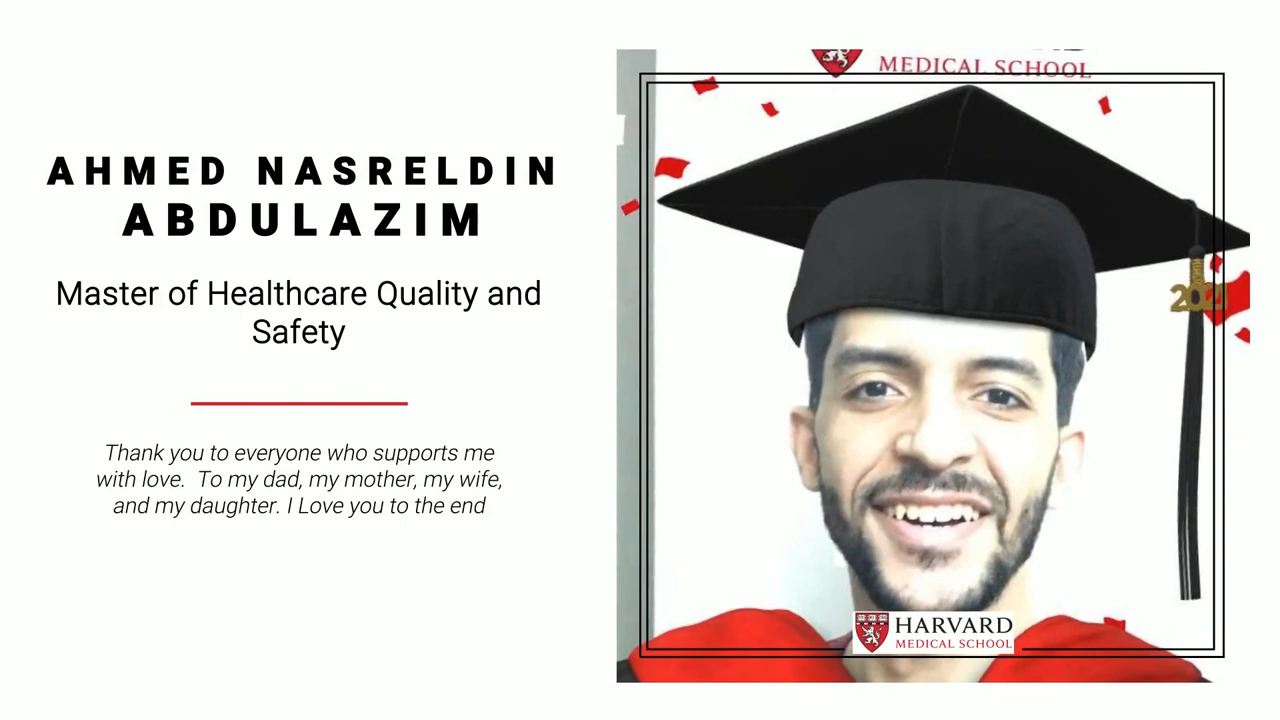 AHMED NASRELDIN
ABDULAZIM
Master of Healthcare Quality and
Safety
Thank you to everyone who supports me
with love.  To my dad, my mother, my wife,
and my daughter. I Love you to the end
MEDICAL SCHOOL
HARVARD
MEDICAL SCHOOL